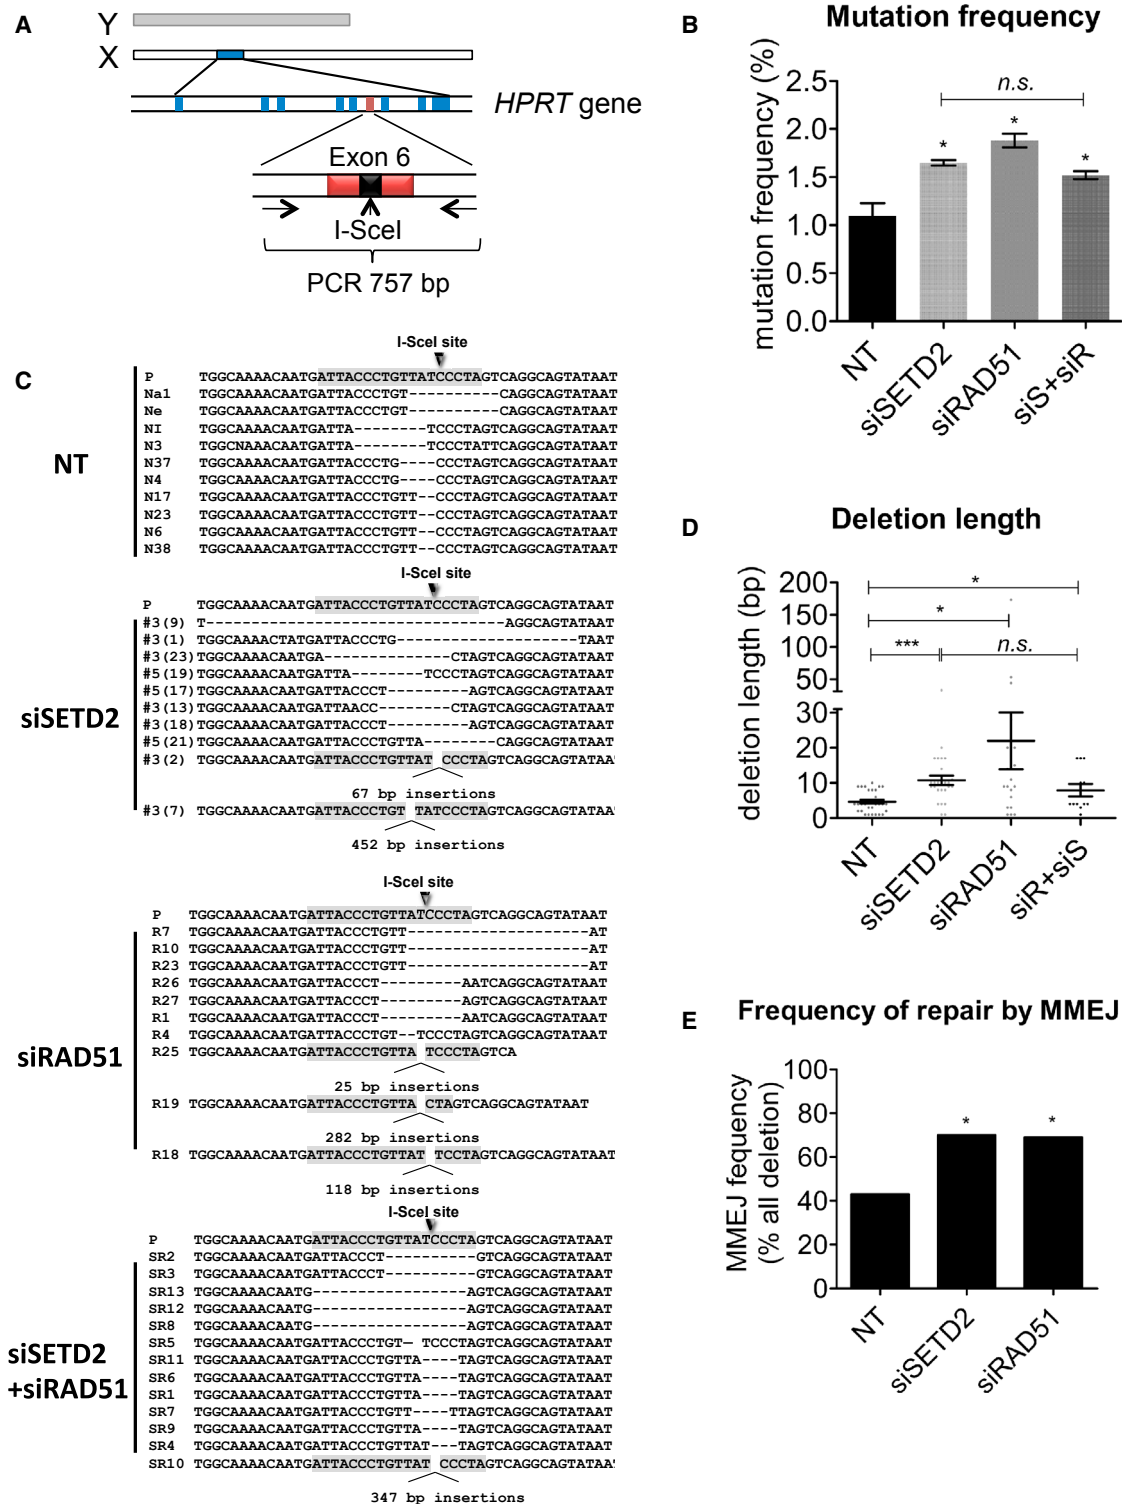 A
Y
X
HPRT gene
Exon 6
I-SceI
PCR 757 bp
B
Mutation frequency
mutation frequency (%)
2.5
2.0
1.5
1.0
0.5
0.0
n.s.
*
*
*
NT
siSETD2
siRAD51
siS+siR
C
NT
I-SceI site
P TGGCAAAACAATGATTACCCTGTTATCCCTAGTCAGGCAGTATAAT
Na1 TGGCAAAACAATGATTACCCTGT----------CAGGCAGTATAAT
Ne TGGCAAAACAATGATTACCCTGT----------CAGGCAGTATAAT
NI TGGCAAAACAATGATTA--------TCCCTAGTCAGGCAGTATAAT
N3 TGGCNAAACAATGATTA--------TCCCTATTCAGGCAGTATAAT
N37 TGGCAAAACAATGATTACCCTG----CCCTAGTCAGGCAGTATAAT
N4 TGGCAAAACAATGATTACCCTG----CCCTAGTCAGGCAGTATAAT
N17 TGGCAAAACAATGATTACCCTGTT--CCCTAGTCAGGCAGTATAAT
N23 TGGCAAAACAATGATTACCCTGTT--CCCTAGTCAGGCAGTATAAT
N6 TGGCAAAACAATGATTACCCTGTT--CCCTAGTCAGGCAGTATAAT
N38 TGGCAAAACAATGATTACCCTGTT--CCCTAGTCAGGCAGTATAAT
siSETD2
I-SceI site
P TGGCAAAACAATGATTACCCTGTTATCCCTAGTCAGGCAGTATAAT
#3(9) T---------------------------------AGGCAGTATAAT
#3(1) TGGCAAAACTATGATTACCCTG--------------------TAAT
#3(23) TGGCAAAACAATGA--------------CTAGTCAGGCAGTATAAT
#5(19) TGGCAAAACAATGATTA--------TCCCTAGTCAGGCAGTATAAT
#5(17) TGGCAAAACAATGATTACCCT---------AGTCAGGCAGTATAAT
#3(13) TGGCAAAACAATGATTAACC--------CTAGTCAGGCAGTATAAT
#3(18) TGGCAAAACAATGATTACCCT---------AGTCAGGCAGTATAAT
#5(21) TGGCAAAACAATGATTACCCTGTTA--------CAGGCAGTATAAT
#3(2) TGGCAAAACAATGATTACCCTGTTAT CCCTAGTCAGGCAGTATAA
67 bp insertions
#3(7) TGGCAAAACAATGATTACCCTGT TATCCCTAGTCAGGCAGTATAA
452 bp insertions
siRAD51
I-SceI site
P TGGCAAAACAATGATTACCCTGTTATCCCTAGTCAGGCAGTATAAT
R7 TGGCAAAACAATGATTACCCTGTT--------------------AT
R10 TGGCAAAACAATGATTACCCTGTT--------------------AT
R23 TGGCAAAACAATGATTACCCTGTT--------------------AT
R26 TGGCAAAACAATGATTACCCT---------AATCAGGCAGTATAAT
R27 TGGCAAAACAATGATTACCCT---------AGTCAGGCAGTATAAT
R1 TGGCAAAACAATGATTACCCT---------AATCAGGCAGTATAAT
R4 TGGCAAAACAATGATTACCCTGT--TCCCTAGTCAGGCAGTATAAT
R25 TGGCAAAACAATGATTACCCTGTTA TCCCTAGTCA
25 bp insertions
R19 TGGCAAAACAATGATTACCCTGTTA CTAGTCAGGCAGTATAAT
282 bp insertions
R18 TGGCAAAACAATGATTACCCTGTTAT TCCTAGTCAGGCAGTATAAT
118 bp insertions
siSETD2
+siRAD51
I-SceI site
P TGGCAAAACAATGATTACCCTGTTATCCCTAGTCAGGCAGTATAAT
SR2 TGGCAAAACAATGATTACCCT----------GTCAGGCAGTATAAT
SR3 TGGCAAAACAATGATTACCCT----------GTCAGGCAGTATAAT
SR13 TGGCAAAACAATG-----------------AGTCAGGCAGTATAAT
SR12 TGGCAAAACAATG-----------------AGTCAGGCAGTATAAT
SR8 TGGCAAAACAATG-----------------AGTCAGGCAGTATAAT
SR5 TGGCAAAACAATGATTACCCTGT– TCCCTAGTCAGGCAGTATAAT
SR11 TGGCAAAACAATGATTACCCTGTTA----TAGTCAGGCAGTATAAT
SR6 TGGCAAAACAATGATTACCCTGTTA----TAGTCAGGCAGTATAAT
SR1 TGGCAAAACAATGATTACCCTGTTA----TAGTCAGGCAGTATAAT
SR7 TGGCAAAACAATGATTACCCTGTT----TTAGTCAGGCAGTATAAT
SR9 TGGCAAAACAATGATTACCCTGTTA----TAGTCAGGCAGTATAAT
SR4 TGGCAAAACAATGATTACCCTGTTAT---TAGTCAGGCAGTATAAT
SR10 TGGCAAAACAATGATTACCCTGTTAT CCCTAGTCAGGCAGTATAA
347 bp insertions
D
Deletion length
deletion length (bp)
200
150
100
50
30
20
10
0
*
*
***
n.s.
NT
siSETD2
siRAD51
siR+siS
E
Frequency of repair by MMEJ
MMEJ fequency
(% all deletion)
100
80
60
40
20
0
*
*
NT
siSETD2
siRAD51